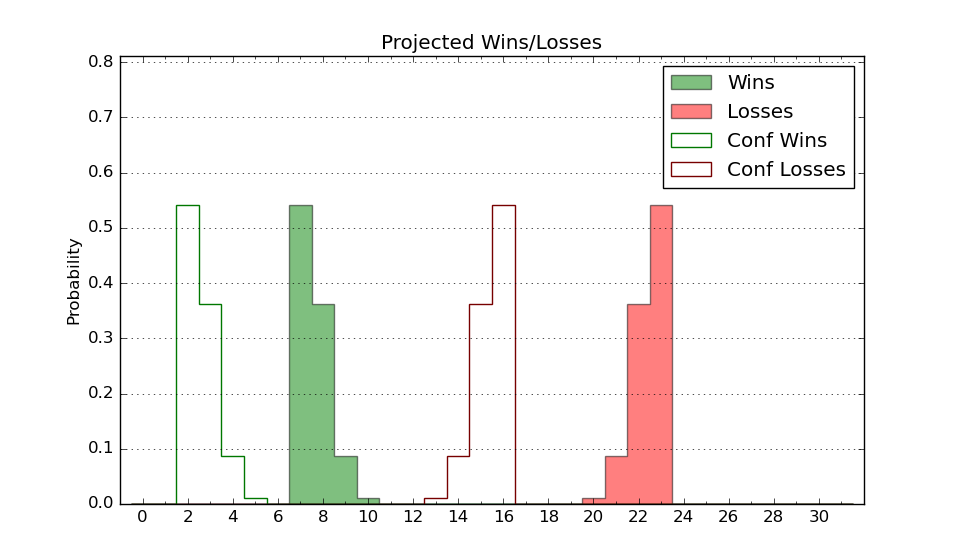 Projected Wins/Losses
0.8
0.7
0.6
0.5
0.4
0.3
0.2
0.1
0.0
Probability
Wins
Losses
Conf Wins
Conf Losses
0 2 4 6 8 10 12 14 16 18 20 22 24 26 28 30